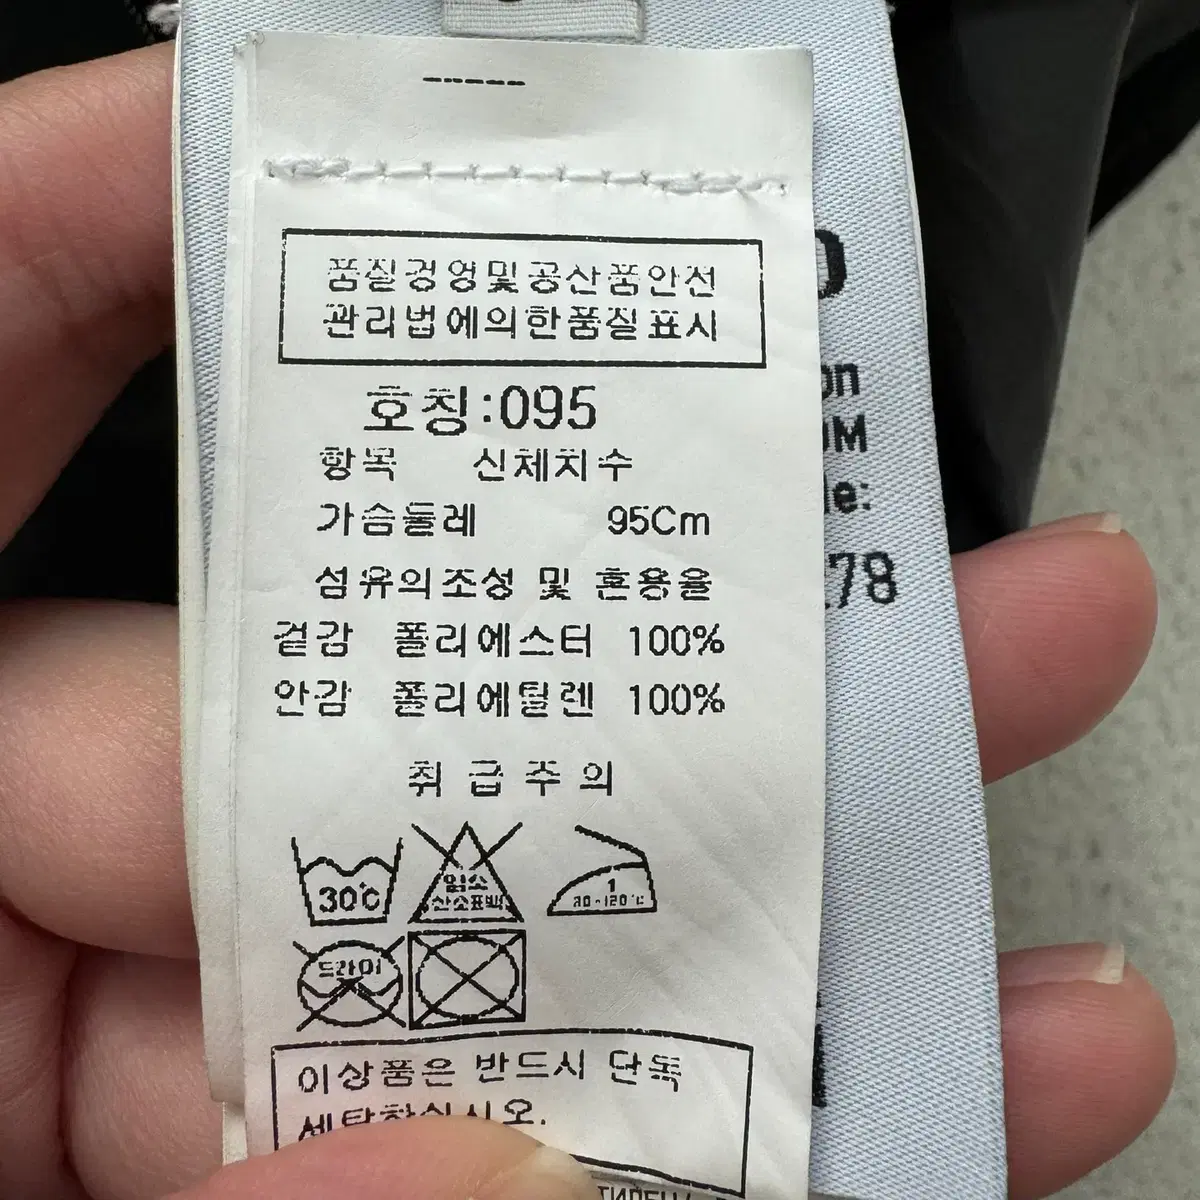 품질경영및공산품안전
관리법에의한품질표시
호칭:095
항목 신체치수
가슴둘레 95Cm
섬유의조성 및 혼용율
겉감 폴리에스터 100%
안감 폴리에틸렌 100%
취급주의
30℃
염소
산소표백
1
80~120℃
드라이
이상품은 반드시 단독
세탁하십시오.
on
OM
le:
178